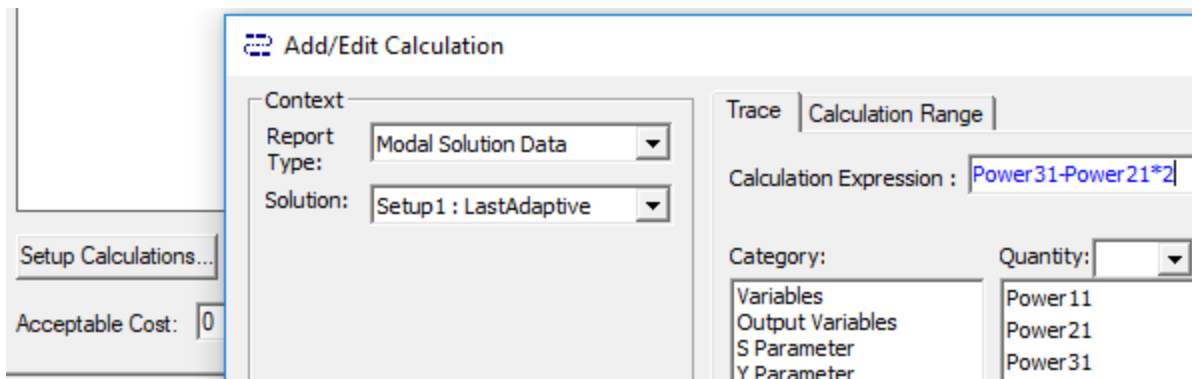 Add/Edit Calculation
Context
Report Type:
Modal Solution Data
Solution:
Setup1 : LastAdaptive
Setup Calculations...
Acceptable Cost: 0
Trace
Calculation Range
Calculation Expression : Power31-Power21*2
Category:
Variables
Output Variables
S Parameter
Y Parameter
Quantity:
Power11
Power21
Power31